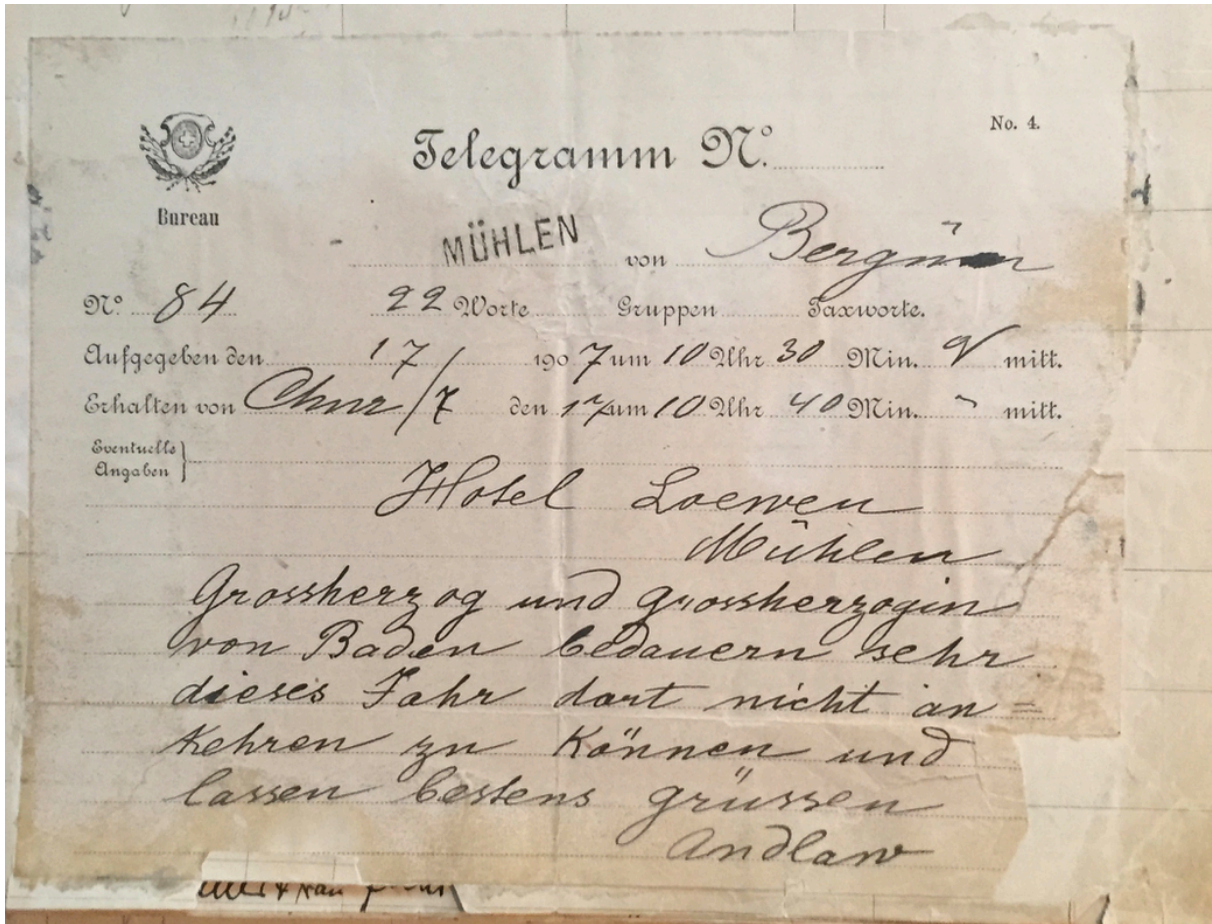 No. 4.
Telegramm No.
Bureau
MÜHLEN von Bergün
No. 84 22 Worte Gruppen Taxworte.
Aufgegeben den 17/ 1907 um 10 Uhr 30 Min. V mitt.
Erhalten von Chur /7 den 17 um 10 Uhr 40 Min. " mitt.
Eventuelle
Angaben
Hotel Loewen
Mühlen
Grossherzog und Grossherzogin
von Baden bedauern sehr
dieses Jahr dort nicht an=
kehren zu können und
lassen bestens grüssen
Andlaw